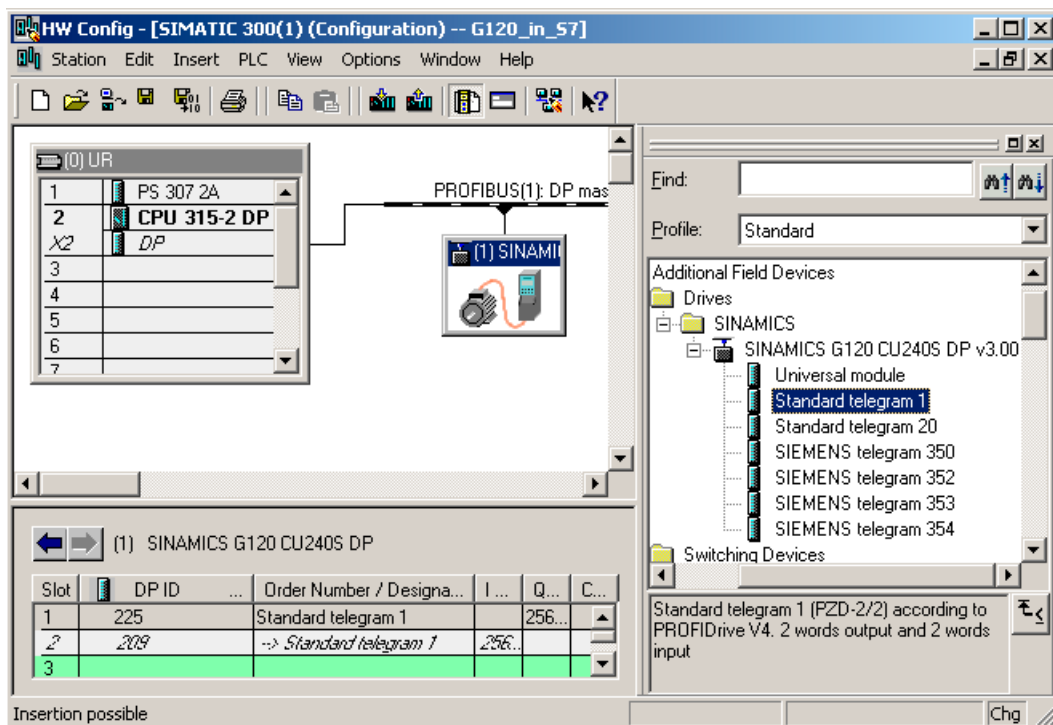 HW Config - [SIMATIC 300(1) (Configuration) -- G120_in_S7]
Station Edit Insert PLC View Options Window Help
(0) UR
1 PS 307 2A
2 CPU 315-2 DP
X2 DP
3
4
5
6
7
PROFIBUS(1): DP mas
(1) SINAMI
Find:
Profile: Standard
Additional Field Devices
Drives
SINAMICS
SINAMICS G120 CU240S DP v3.00
Universal module
Standard telegram 1
Standard telegram 20
SIEMENS telegram 350
SIEMENS telegram 352
SIEMENS telegram 353
SIEMENS telegram 354
Switching Devices
(1) SINAMICS G120 CU240S DP
Slot DP ID ... Order Number / Designa... I ... Q... C...
1 225 Standard telegram 1 256...
2 209 --> Standard telegram 1 256...
3
Standard telegram 1 (PZD-2/2) according to
PROFIDrive V4. 2 words output and 2 words
input
Insertion possible
Chg